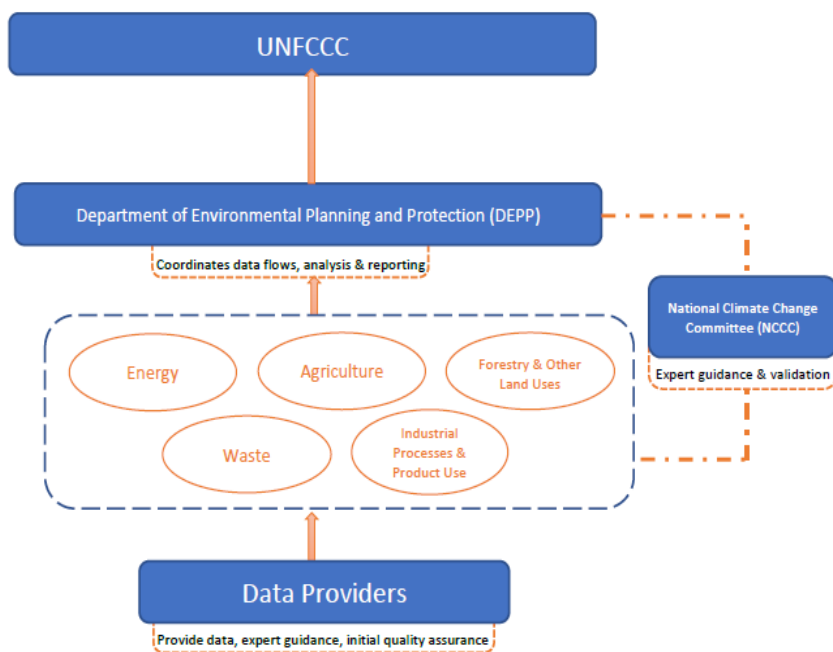 UNFCCC
Department of Environmental Planning and Protection (DEPP)
Coordinates data flows, analysis & reporting
National Climate Change
Committee (NCCC)
Expert guidance & validation
Energy
Agriculture
Forestry & Other
Land Uses
Waste
Industrial
Processes &
Product Use
Data Providers
Provide data, expert guidance, initial quality assurance